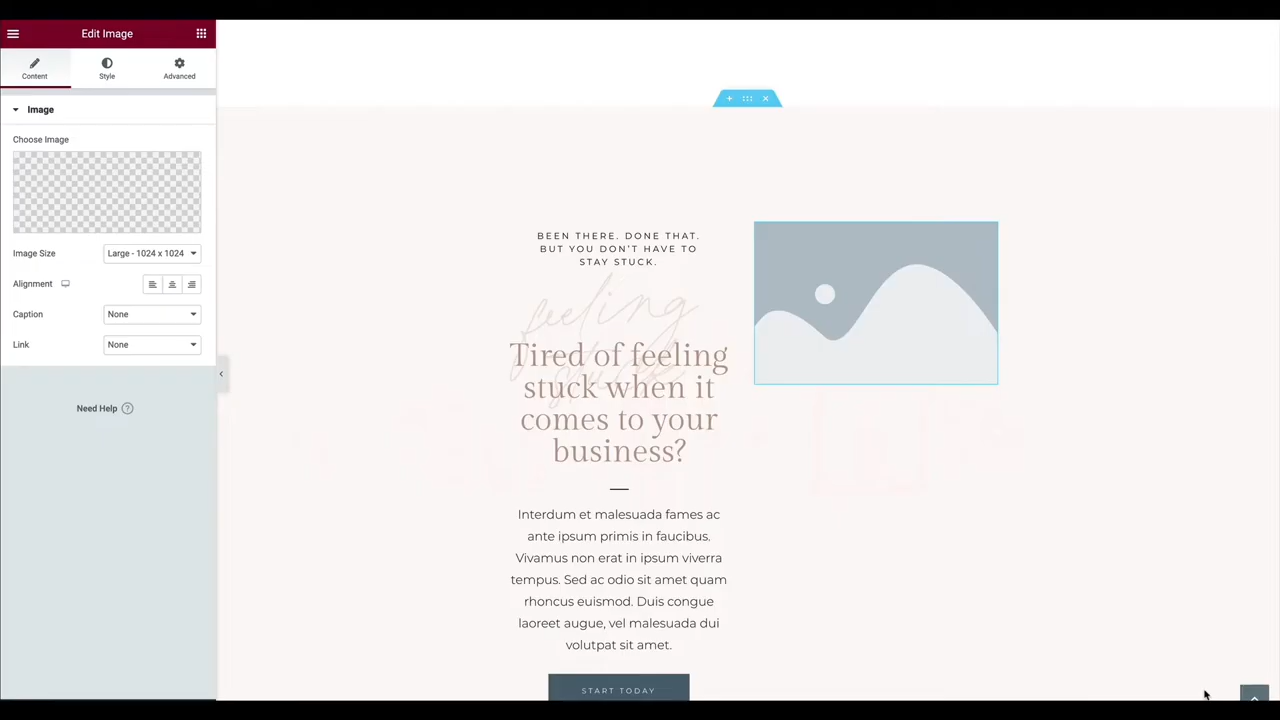 Edit Image
Content
Style
Advanced
Image
Choose Image
Image Size
Large - 1024 x 1024
Alignment
Caption
None
Link
None
Need Help ?
BEEN THERE. DONE THAT.
BUT YOU DON'T HAVE TO
STAY STUCK.
feeling
stuck
Tired of feeling
stuck when it
comes to your
business?
Interdum et malesuada fames ac
ante ipsum primis in faucibus.
Vivamus non erat in ipsum viverra
tempus. Sed ac odio sit amet quam
rhoncus euismod. Duis congue
laoreet augue, vel malesuada dui
volutpat sit amet.
START TODAY